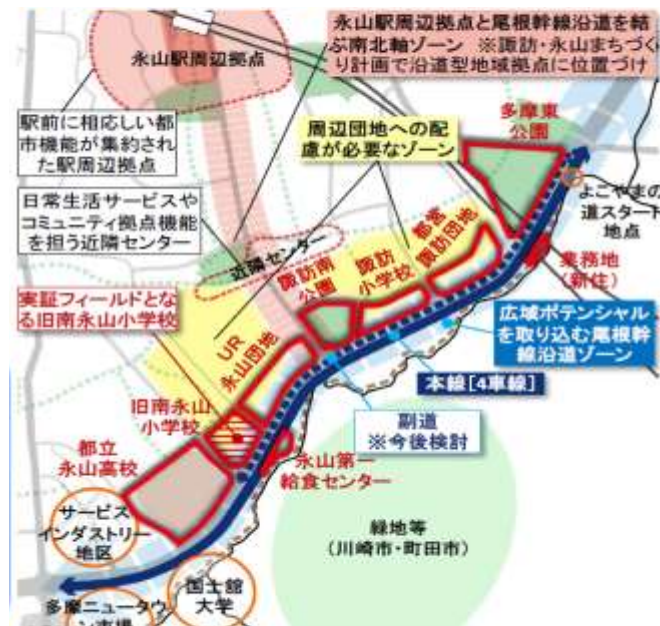 永山駅周辺拠点と尾根幹線沿道を結
ぶ南北軸ゾーン ※諏訪・永山まちづく
り計画で沿道型地域拠点に位置づけ
永山駅周辺拠点
駅前に相応しい都
市機能が集約され
た駅周辺拠点
周辺団地への配
慮が必要なゾーン
多摩東
公園
日常生活サービスや
コミュニティ拠点機能
を担う近隣センター
よこやまの
道スタート
地点
近隣センター
諏訪南
公園
諏訪
小学校
都営
諏訪団地
業務地
(新住)
実証フィールドとな
る旧南永山小学校
広域ポテンシャル
を取り込む尾根幹
線沿道ゾーン
UR
永山団地
本線[4車線]
旧南永山
小学校
副道
※今後検討
都立
永山高校
永山第一
給食センター
サービス
インダストリー
地区
緑地等
(川崎市・町田市)
国士舘
大学
多摩ニュータウ
ン市場